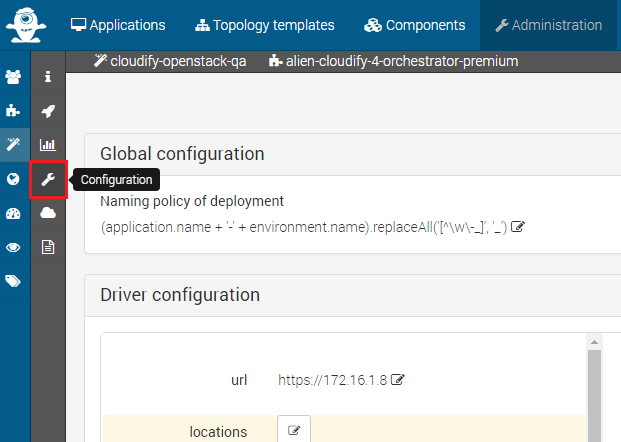 Applications Topology templates Components Administration
cloudify-openstack-qa alien-cloudify-4-orchestrator-premium
Global configuration
Configuration
Naming policy of deployment
(application.name + '-' + environment.name).replaceAll('[^\w\-_]', '_')
Driver configuration
url https://172.16.1.8
locations